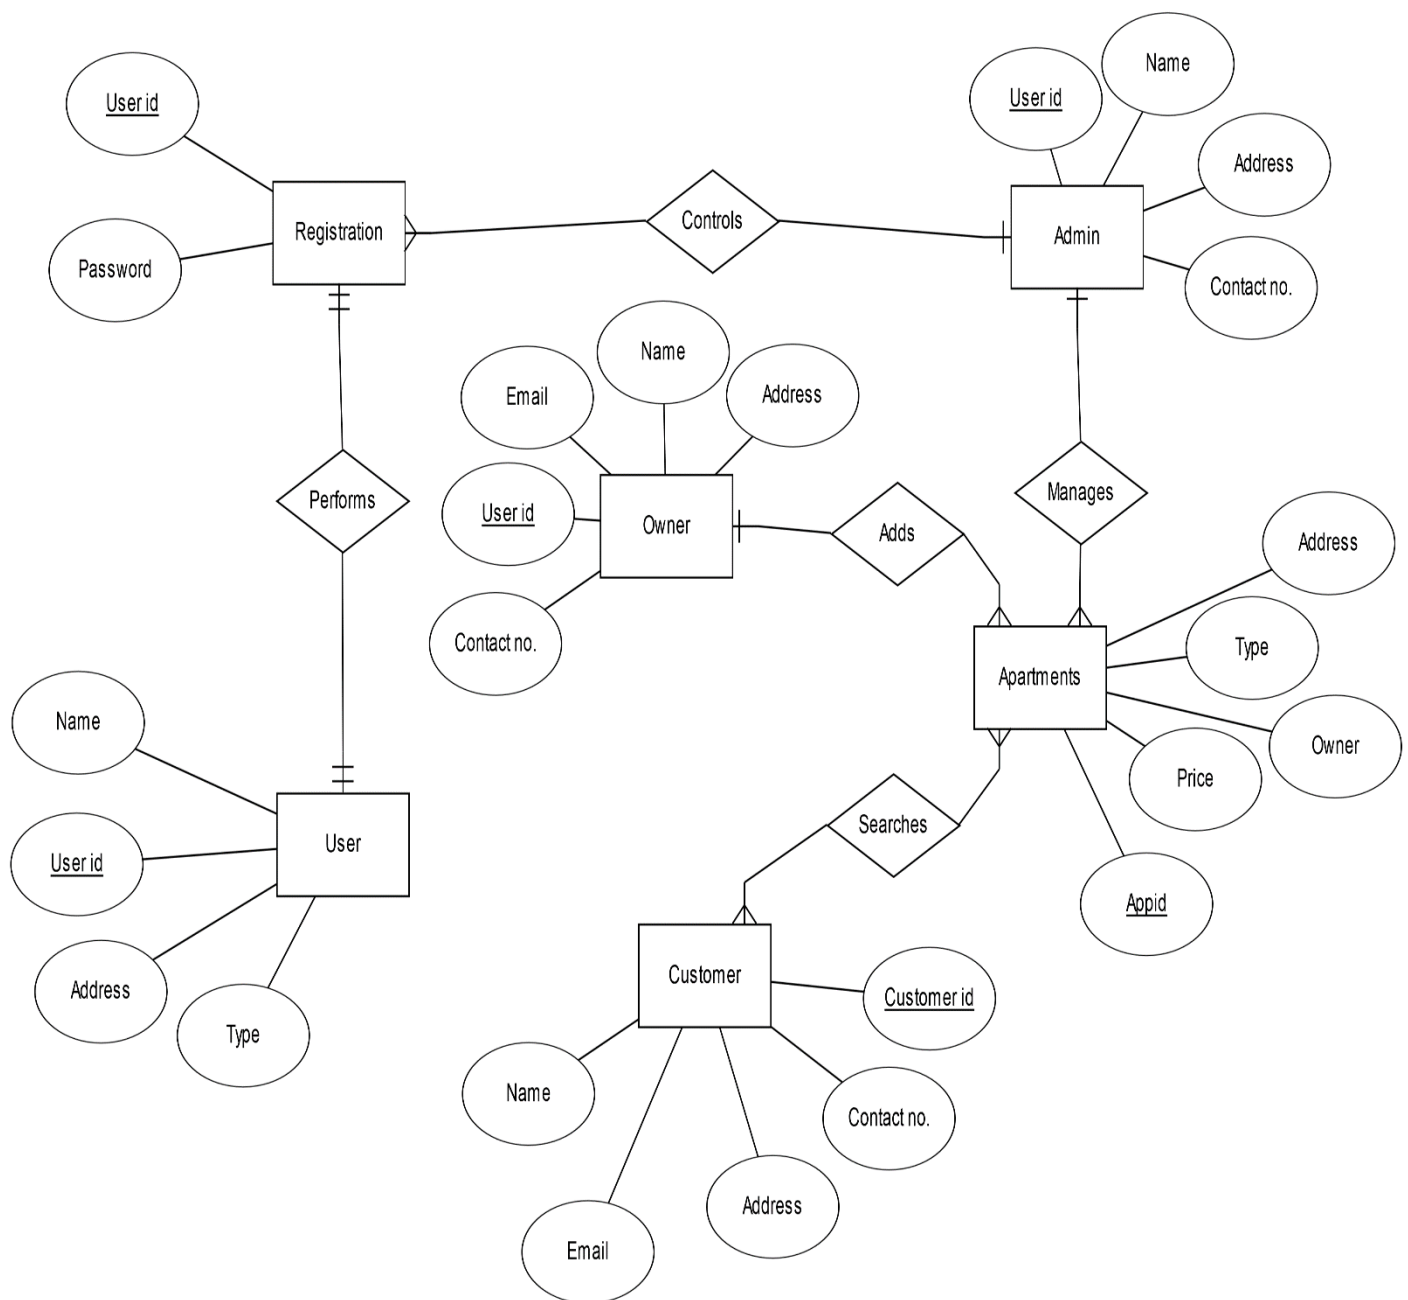 Name
User id
User id
Address
Registration
Controls
Admin
Password
Contact no.
Name
Email
Address
Performs
Manages
User id
Owner
Adds
Address
Contact no.
Type
Apartments
Name
Owner
Price
Searches
User
User id
Appid
Customer
Address
Customer id
Type
Name
Contact no.
Address
Email